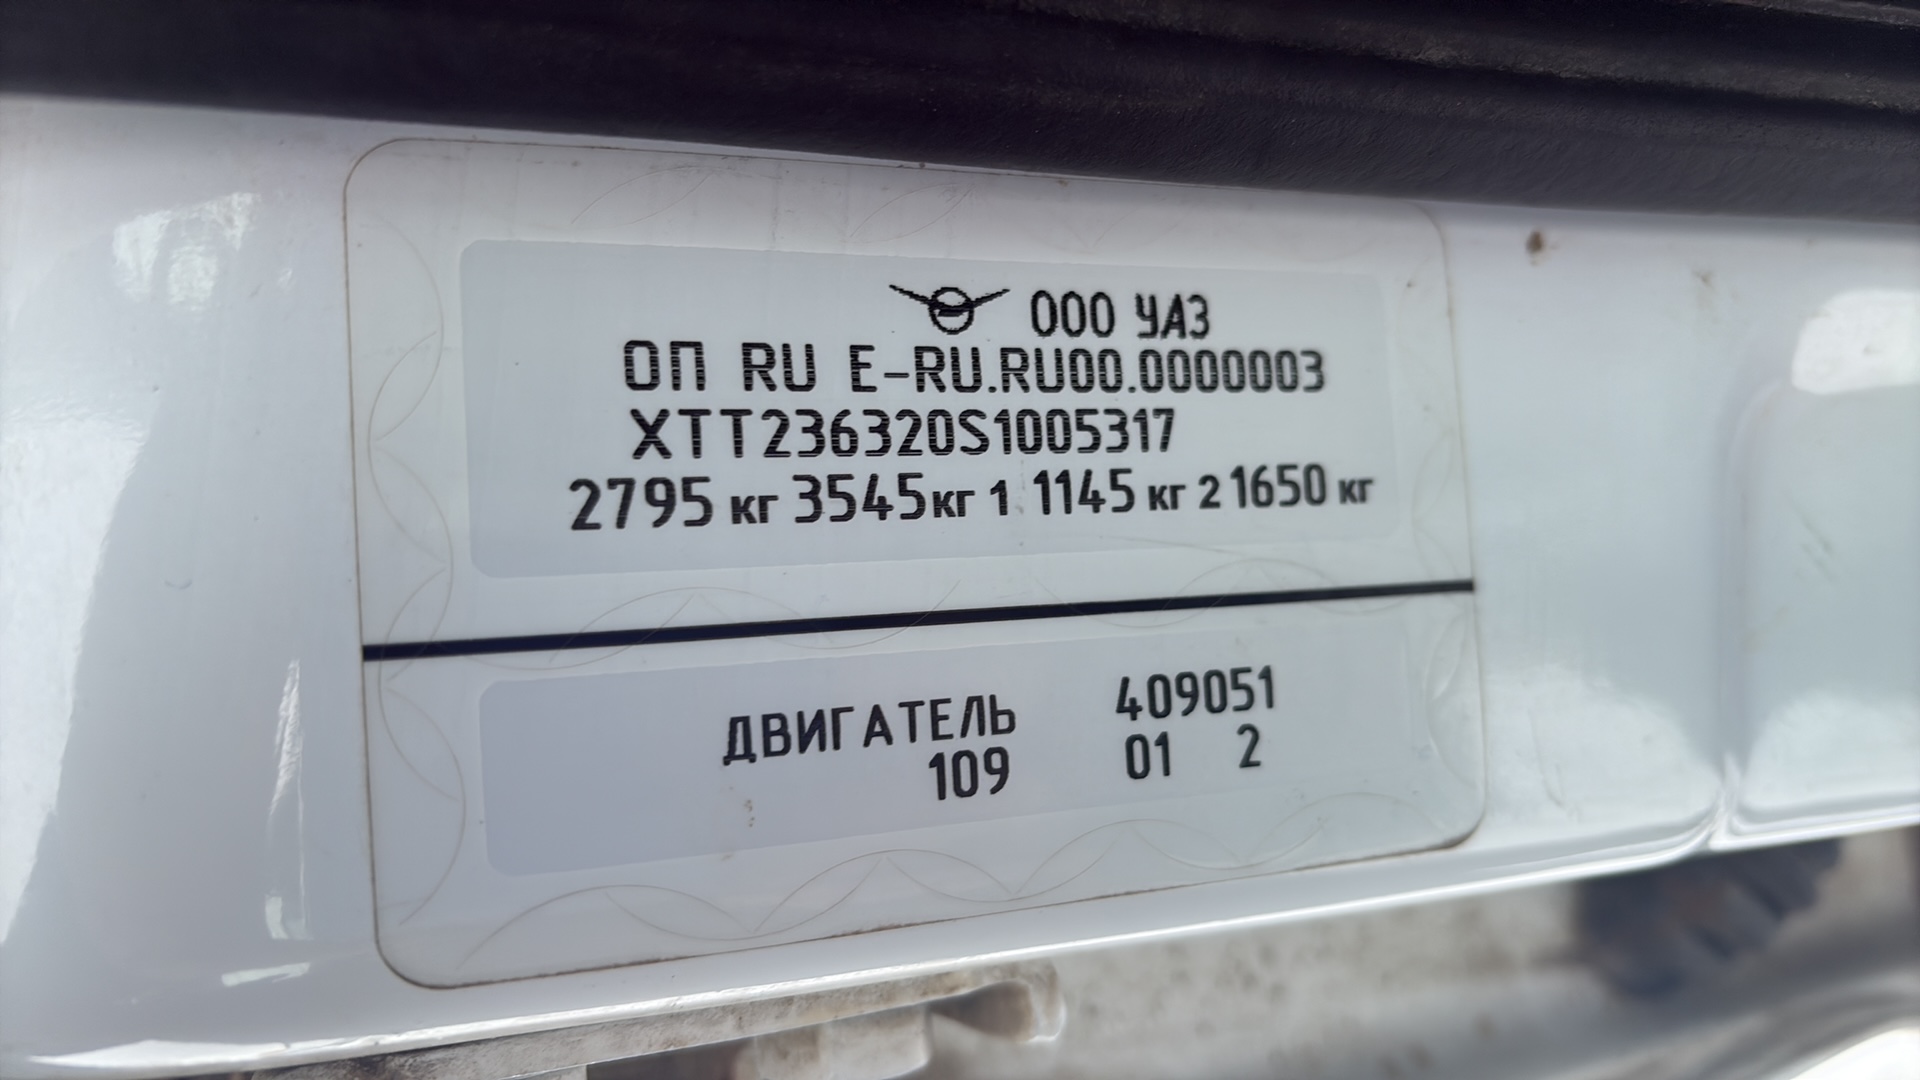 ООО УАЗ
ОП RU E-RU.RU00.0000003
XTT236320S1005317
2795 кг 3545 кг 1 1145 кг 2 1650 кг
ДВИГАТЕЛЬ 409051
109 01 2